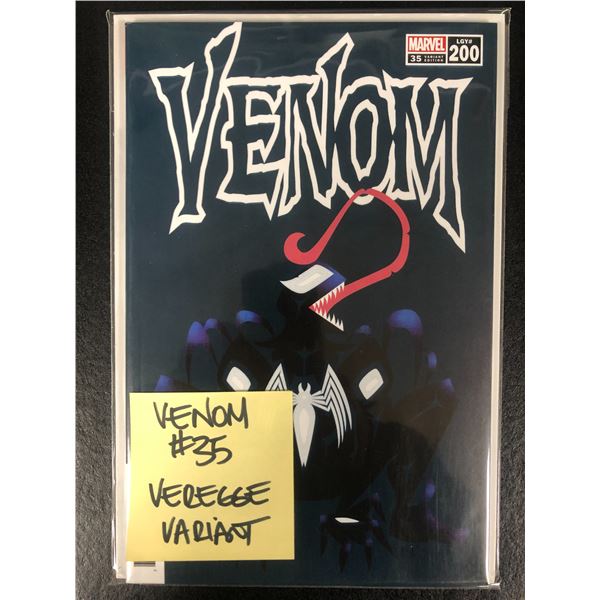 VENOM
MARVEL
35 VARIANT EDITION
LGY#
200
VENOM
#35
VEREGGE
VARIANT